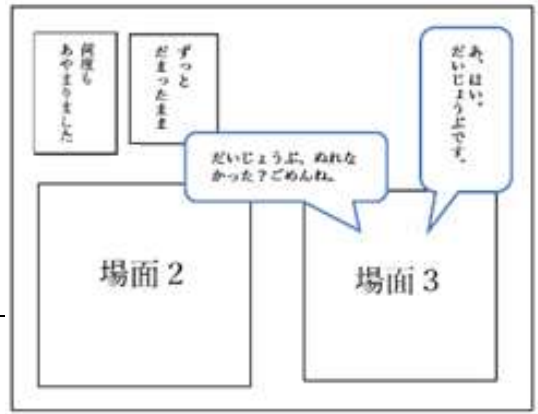 あ、はい。
だいじょうぶです。
だいじょうぶ、ぬれな
かった？ごめんね。
場面３
ずっと
だまったまま
何度も
あやまりました
場面２